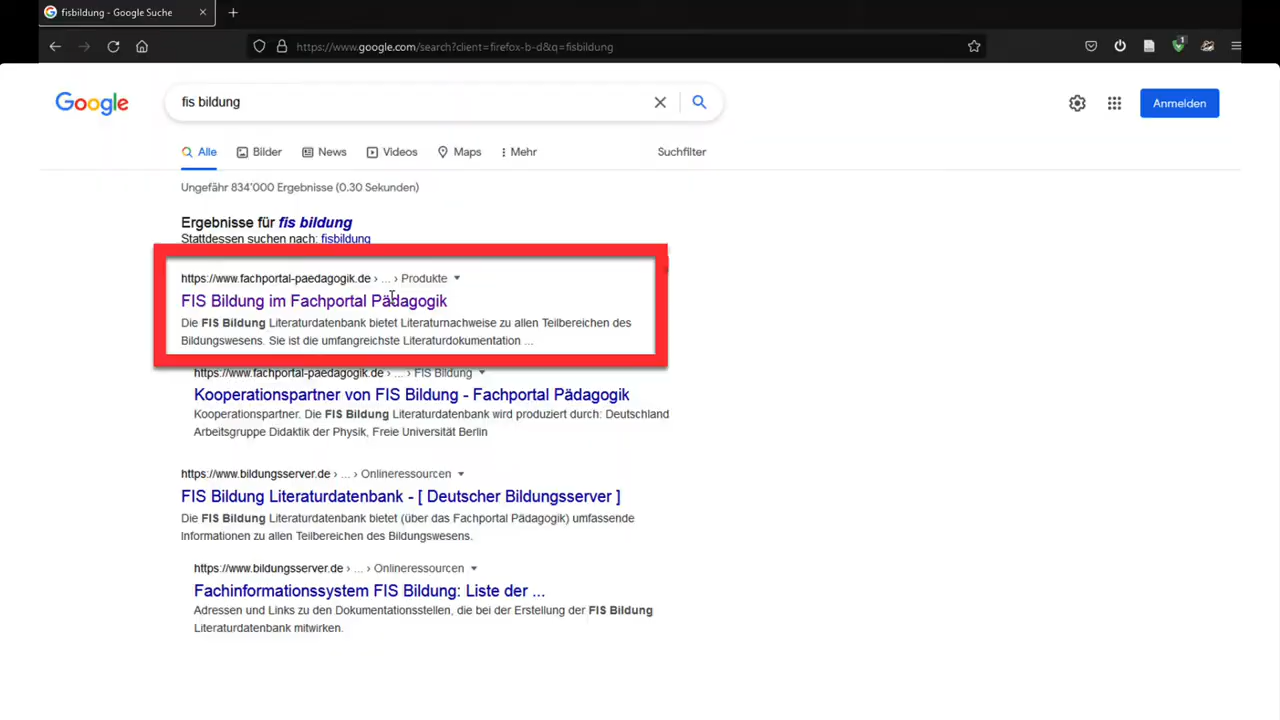 fisbildung - Google Suche
https://www.google.com/search?client=firefox-b-d&q=fisbildung
1
Google
fis bildung
Anmelden
Alle
Bilder
News
Videos
Maps
Mehr
Suchfilter
Ungefähr 834'000 Ergebnisse (0.30 Sekunden)
Ergebnisse für fis bildung
Stattdessen suchen nach: fisbildung
https://www.fachportal-paedagogik.de › ... › Produkte
FIS Bildung im Fachportal Pädagogik
Die FIS Bildung Literaturdatenbank bietet Literaturnachweise zu allen Teilbereichen des
Bildungswesens. Sie ist die umfangreichste Literaturdokumentation ...
https://www.fachportal-paedagogik.de › ... › FIS Bildung
Kooperationspartner von FIS Bildung - Fachportal Pädagogik
Kooperationspartner. Die FIS Bildung Literaturdatenbank wird produziert durch: Deutschland
Arbeitsgruppe Didaktik der Physik, Freie Universität Berlin
https://www.bildungsserver.de › ... › Onlineressourcen
FIS Bildung Literaturdatenbank - [ Deutscher Bildungsserver ]
Die FIS Bildung Literaturdatenbank bietet (über das Fachportal Pädagogik) umfassende
Informationen zu allen Teilbereichen des Bildungswesens.
https://www.bildungsserver.de › ... › Onlineressourcen
Fachinformationssystem FIS Bildung: Liste der ...
Adressen und Links zu den Dokumentationsstellen, die bei der Erstellung der FIS Bildung
Literaturdatenbank mitwirken.